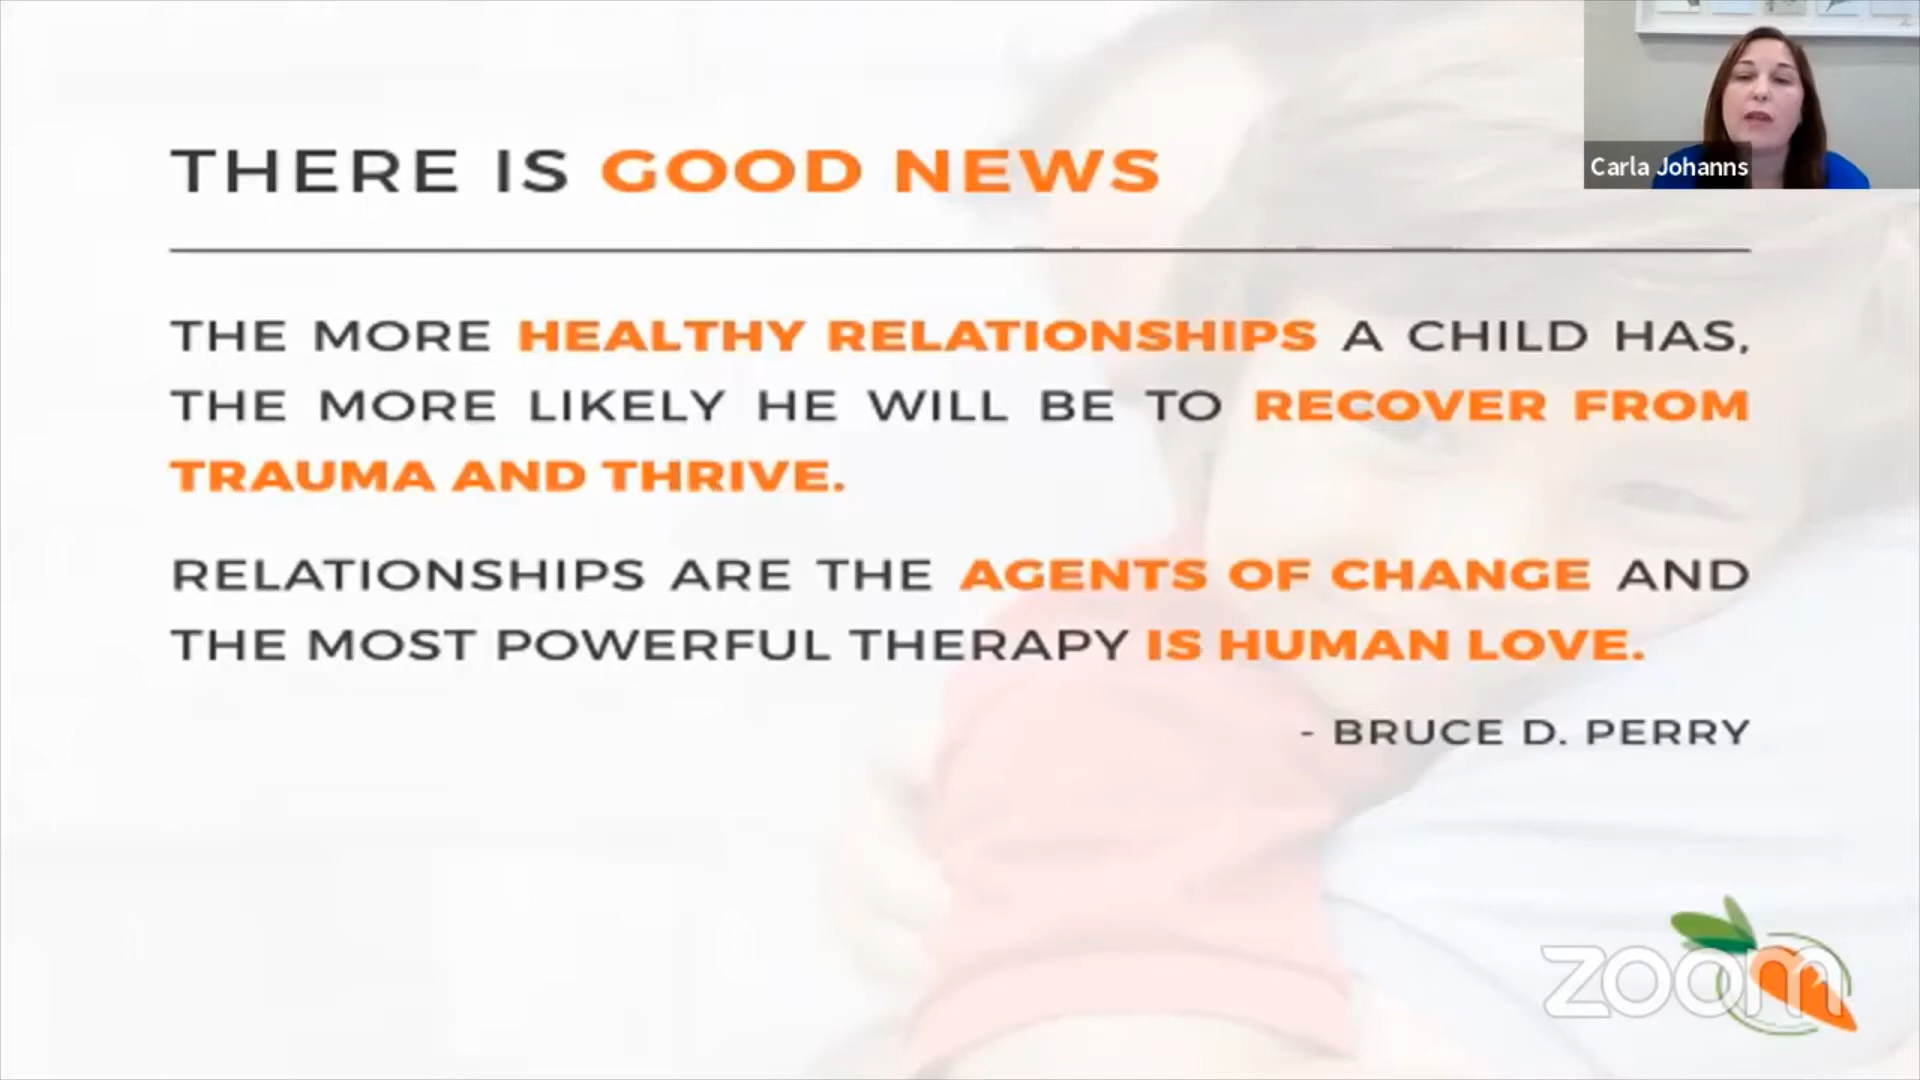 THERE IS GOOD NEWS
Carla Johanns
THE MORE HEALTHY RELATIONSHIPS A CHILD HAS,
THE MORE LIKELY HE WILL BE TO RECOVER FROM
TRAUMA AND THRIVE.
RELATIONSHIPS ARE THE AGENTS OF CHANGE AND
THE MOST POWERFUL THERAPY IS HUMAN LOVE.
- BRUCE D. PERRY
zoom